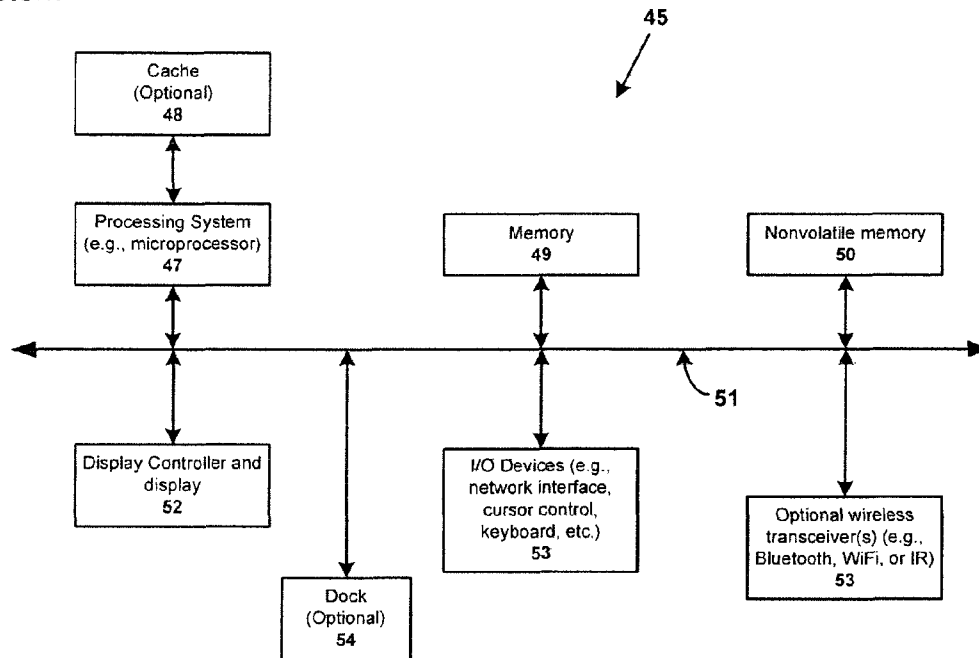 45
Cache
(Optional)
48
Processing System
(e.g., microprocessor)
47
Memory
49
Nonvolatile memory
50
51
Display Controller and
display
52
I/O Devices (e.g.,
network interface,
cursor control,
keyboard, etc.)
53
Optional wireless
transceiver(s) (e.g.,
Bluetooth, WiFi, or IR)
53
Dock
(Optional)
54